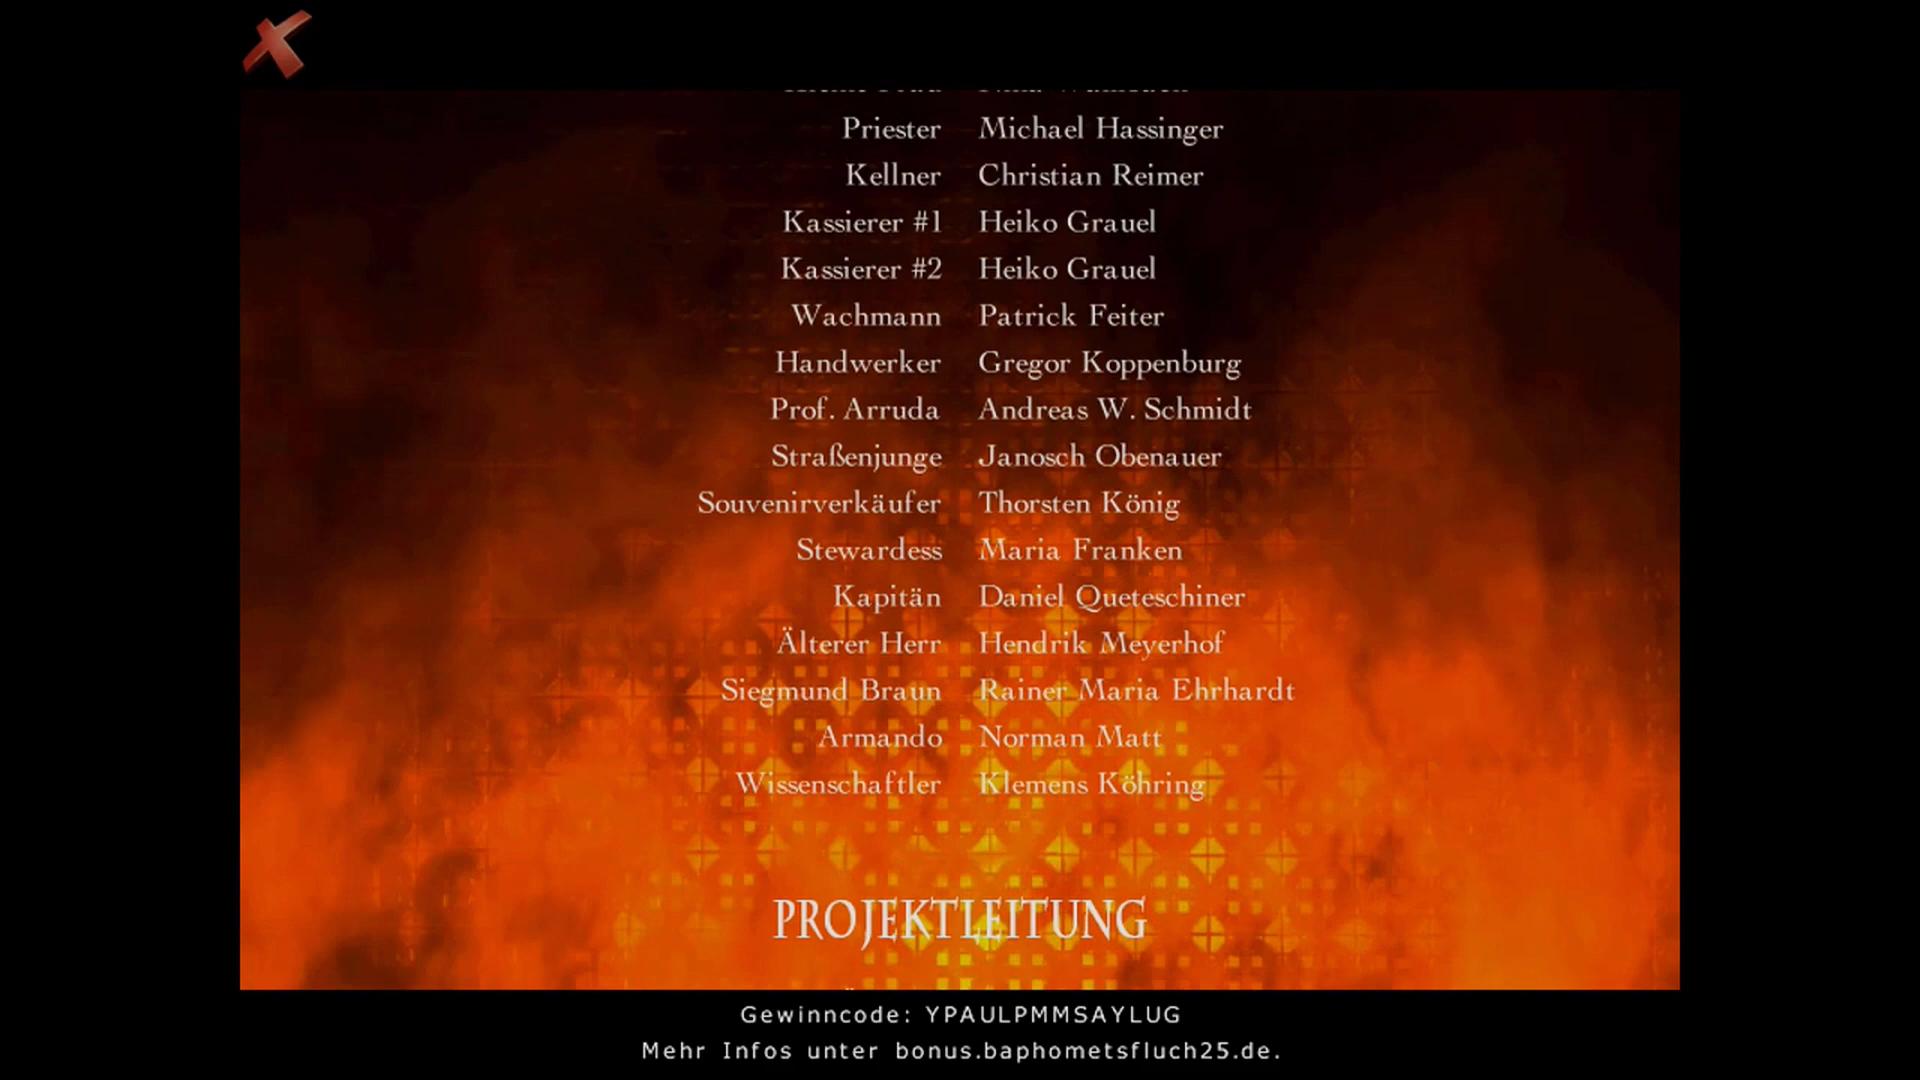 Priester Michael Hassinger
Kellner Christian Reimer
Kassierer #1 Heiko Grauel
Kassierer #2 Heiko Grauel
Wachmann Patrick Feiter
Handwerker Gregor Koppenburg
Prof. Arruda Andreas W. Schmidt
Straßenjunge Janosch Obenauer
Souvenirverkäufer Thorsten König
Stewardess Maria Franken
Kapitän Daniel Queteschiner
Älterer Herr Hendrik Meyerhof
Siegmund Braun Rainer Maria Ehrhardt
Armando Norman Matt
Wissenschaftler Klemens Köhring
PROJEKTLEITUNG
Gewinncode: YPAULPMMSAYLUG
Mehr Infos unter bonus.baphometsfluch25.de.